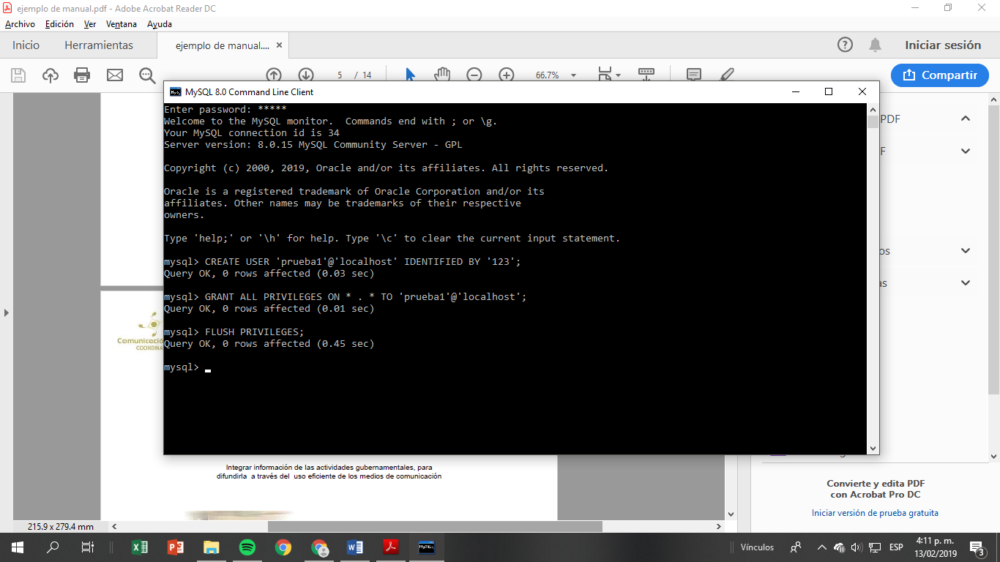 ejemplo de manual.pdf - Adobe Acrobat Reader DC
Archivo Edición Ver Ventana Ayuda
Inicio Herramientas ejemplo de manual.... Iniciar sesión
5 / 14 66.7% Compartir
MySQL 8.0 Command Line Client
Enter password: *****
Welcome to the MySQL monitor.  Commands end with ; or \g.
Your MySQL connection id is 34
Server version: 8.0.15 MySQL Community Server - GPL
Copyright (c) 2000, 2019, Oracle and/or its affiliates. All rights reserved.
Oracle is a registered trademark of Oracle Corporation and/or its
affiliates. Other names may be trademarks of their respective
owners.
Type 'help;' or '\h' for help. Type '\c' to clear the current input statement.
mysql> CREATE USER 'prueba1'@'localhost' IDENTIFIED BY '123';
Query OK, 0 rows affected (0.03 sec)
mysql> GRANT ALL PRIVILEGES ON * . * TO 'prueba1'@'localhost';
Query OK, 0 rows affected (0.01 sec)
mysql> FLUSH PRIVILEGES;
Query OK, 0 rows affected (0.45 sec)
mysql>
PDF
F
os
as
Comunicació
COORDINA
Integrar información de las actividades gubernamentales, para
difundirla a través del uso eficiente de los medios de comunicación
Convierte y edita PDF
con Acrobat Pro DC
Iniciar versión de prueba gratuita
215.9 x 279.4 mm
Vínculos ESP 4:11 p. m.
13/02/2019 3